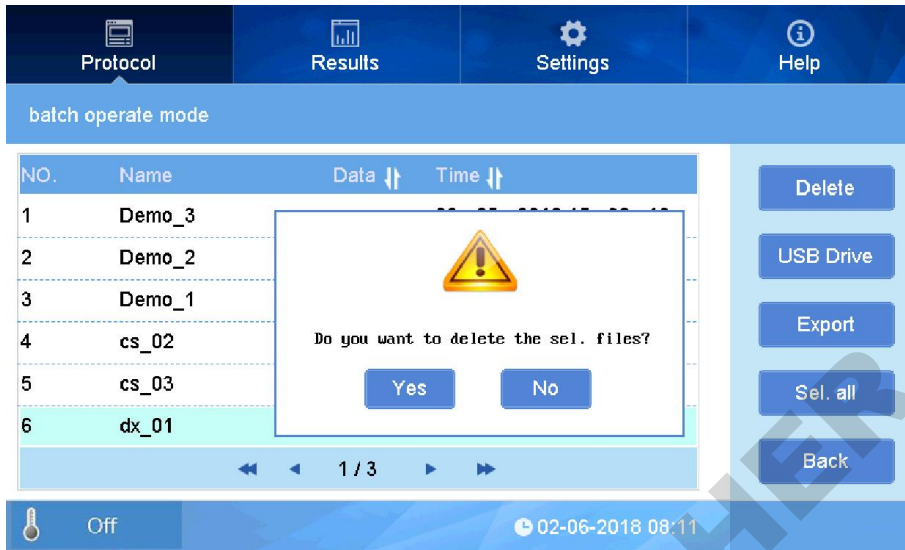 Protocol Results Settings Help
batch operate mode
NO. Name Data Time
1 Demo_3
2 Demo_2
3 Demo_1
4 cs_02
5 cs_03
6 dx_01
Do you want to delete the sel. files?
Yes No
1 / 3
Delete
USB Drive
Export
Sel. all
Back
Off 02-06-2018 08:11
HER